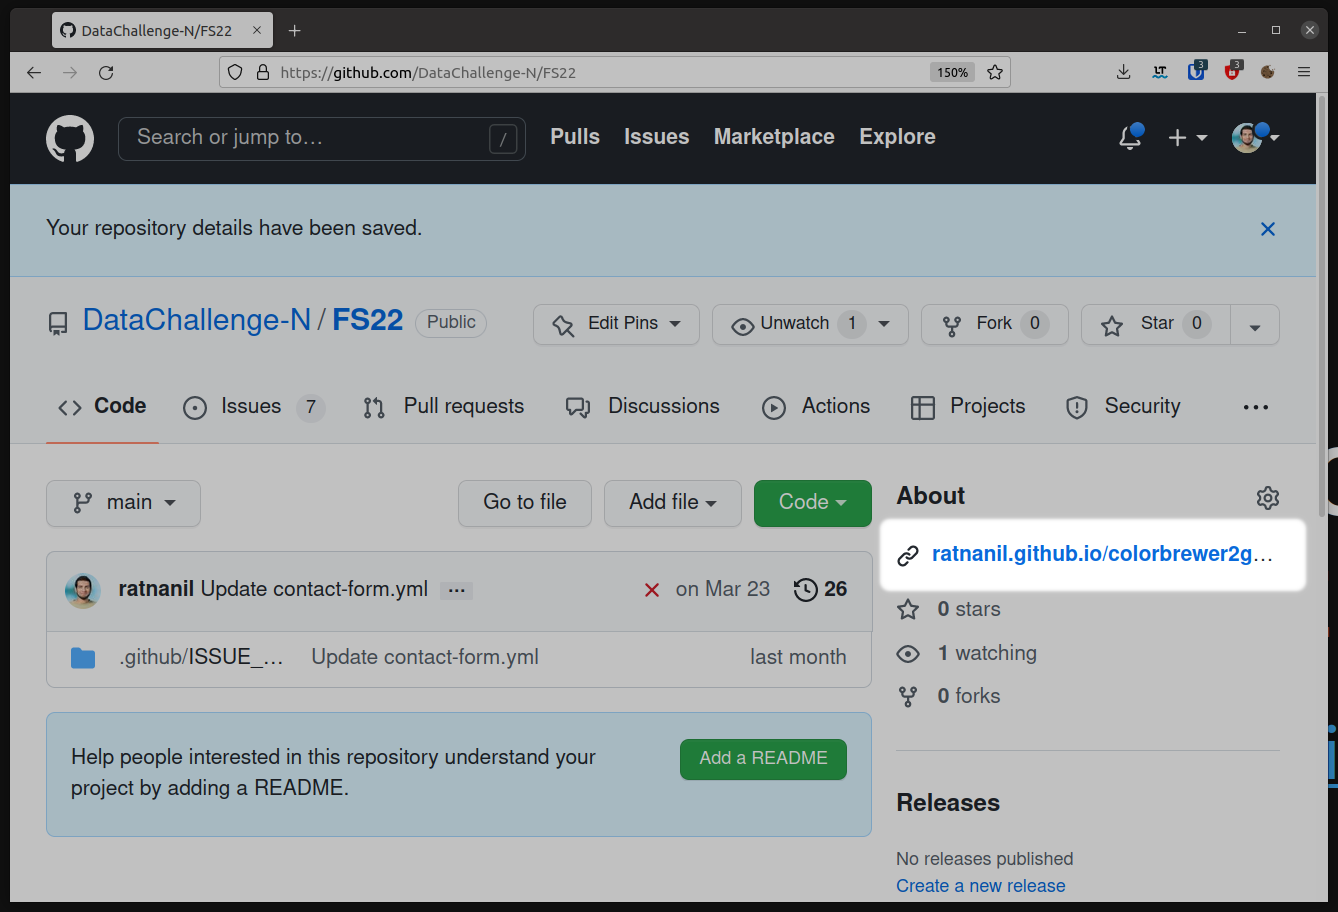 DataChallenge-N/FS22
https://github.com/DataChallenge-N/FS22 150% LT 3 3
Search or jump to… / Pulls Issues Marketplace Explore
Your repository details have been saved.
DataChallenge-N / FS22 Public Edit Pins Unwatch 1 Fork 0 Star 0
Code Issues 7 Pull requests Discussions Actions Projects Security ...
main Go to file Add file Code
ratnanil Update contact-form.yml ... on Mar 23 26
.github/ISSUE_… Update contact-form.yml last month
Help people interested in this repository understand your
project by adding a README.
Add a README
About
ratnanil.github.io/colorbrewer2g…
0 stars
1 watching
0 forks
Releases
No releases published
Create a new release